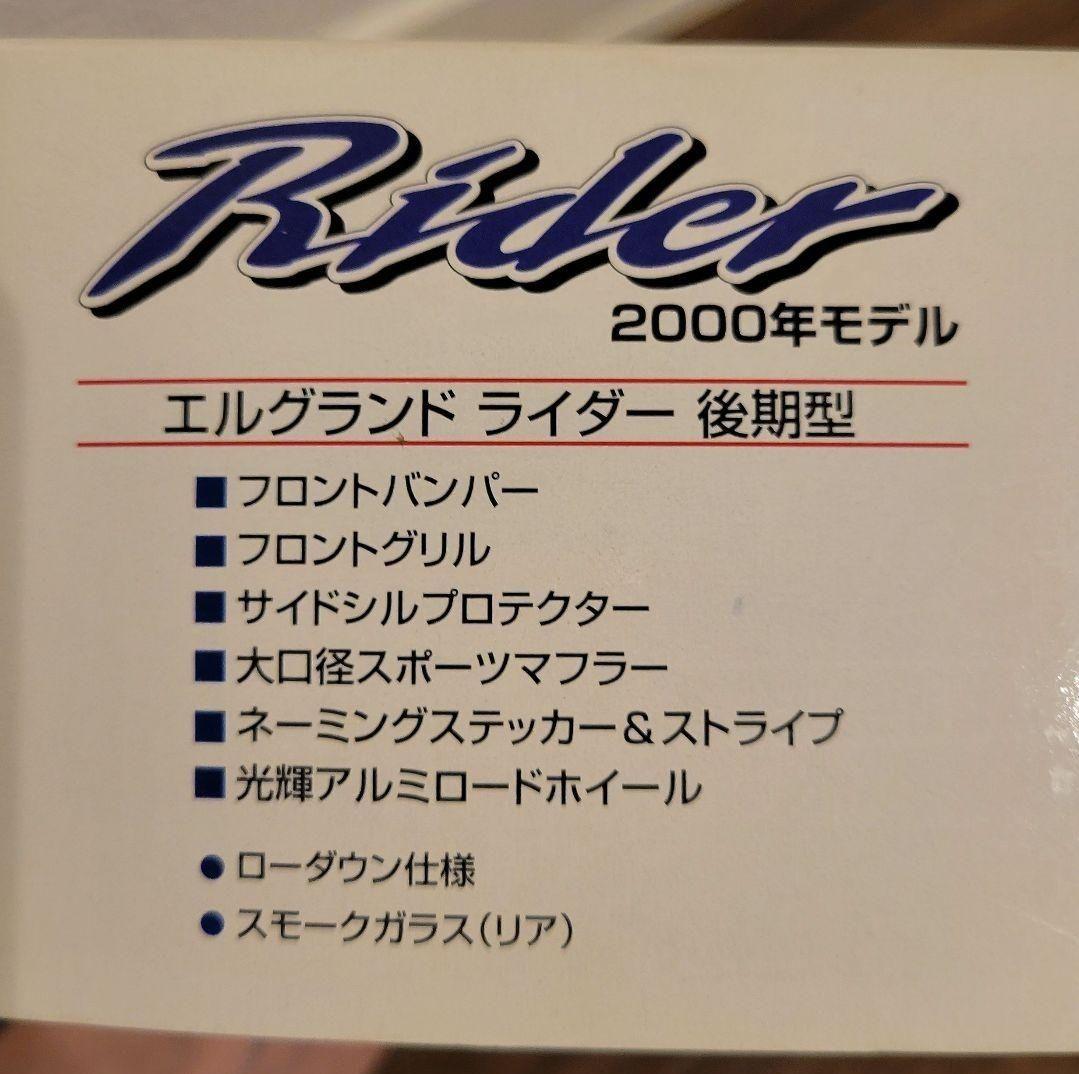 Rider
2000年モデル
エルグランド ライダー 後期型
■フロントバンパー
■フロントグリル
■サイドシルプロテクター
■大口径スポーツマフラー
■ネーミングステッカー&ストライプ
■光輝アルミロードホイール
●ローダウン仕様
●スモークガラス(リア)